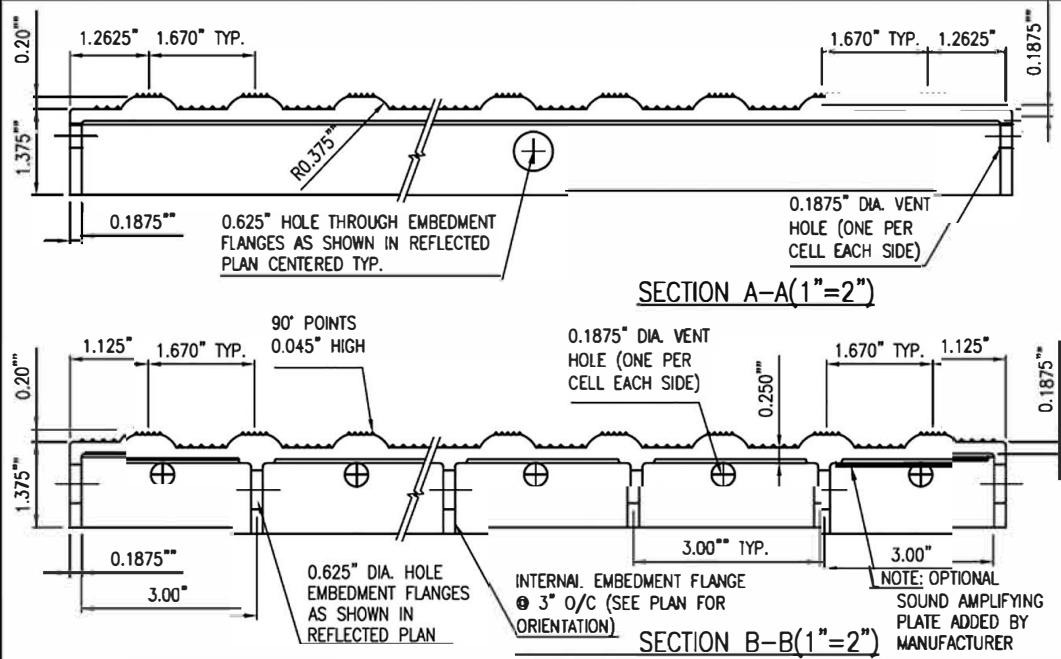 0.20""
1.2625"
1.670" TYP.
1.670" TYP.
1.2625"
0.1875""
1.375""
R0.375""
0.1875""
0.625" HOLE THROUGH EMBEDMENT
FLANGES AS SHOWN IN REFLECTED
PLAN CENTERED TYP.
0.1875" DIA. VENT
HOLE (ONE PER
CELL EACH SIDE)
SECTION A-A(1"=2")
90° POINTS
0.045" HIGH
0.1875" DIA. VENT
HOLE (ONE PER
CELL EACH SIDE)
0.20""
1.125"
1.670" TYP.
0.250""
1.670" TYP.
1.125"
0.1875""
1.375""
0.1875""
3.00"
0.625" DIA. HOLE
EMBEDMENT FLANGES
AS SHOWN IN
REFLECTED PLAN
INTERNAL EMBEDMENT FLANGE
@ 3" O/C (SEE PLAN FOR
ORIENTATION)
3.00"" TYP.
3.00"
NOTE: OPTIONAL
SOUND AMPLIFYING
PLATE ADDED BY
MANUFACTURER
SECTION B-B(1"=2")